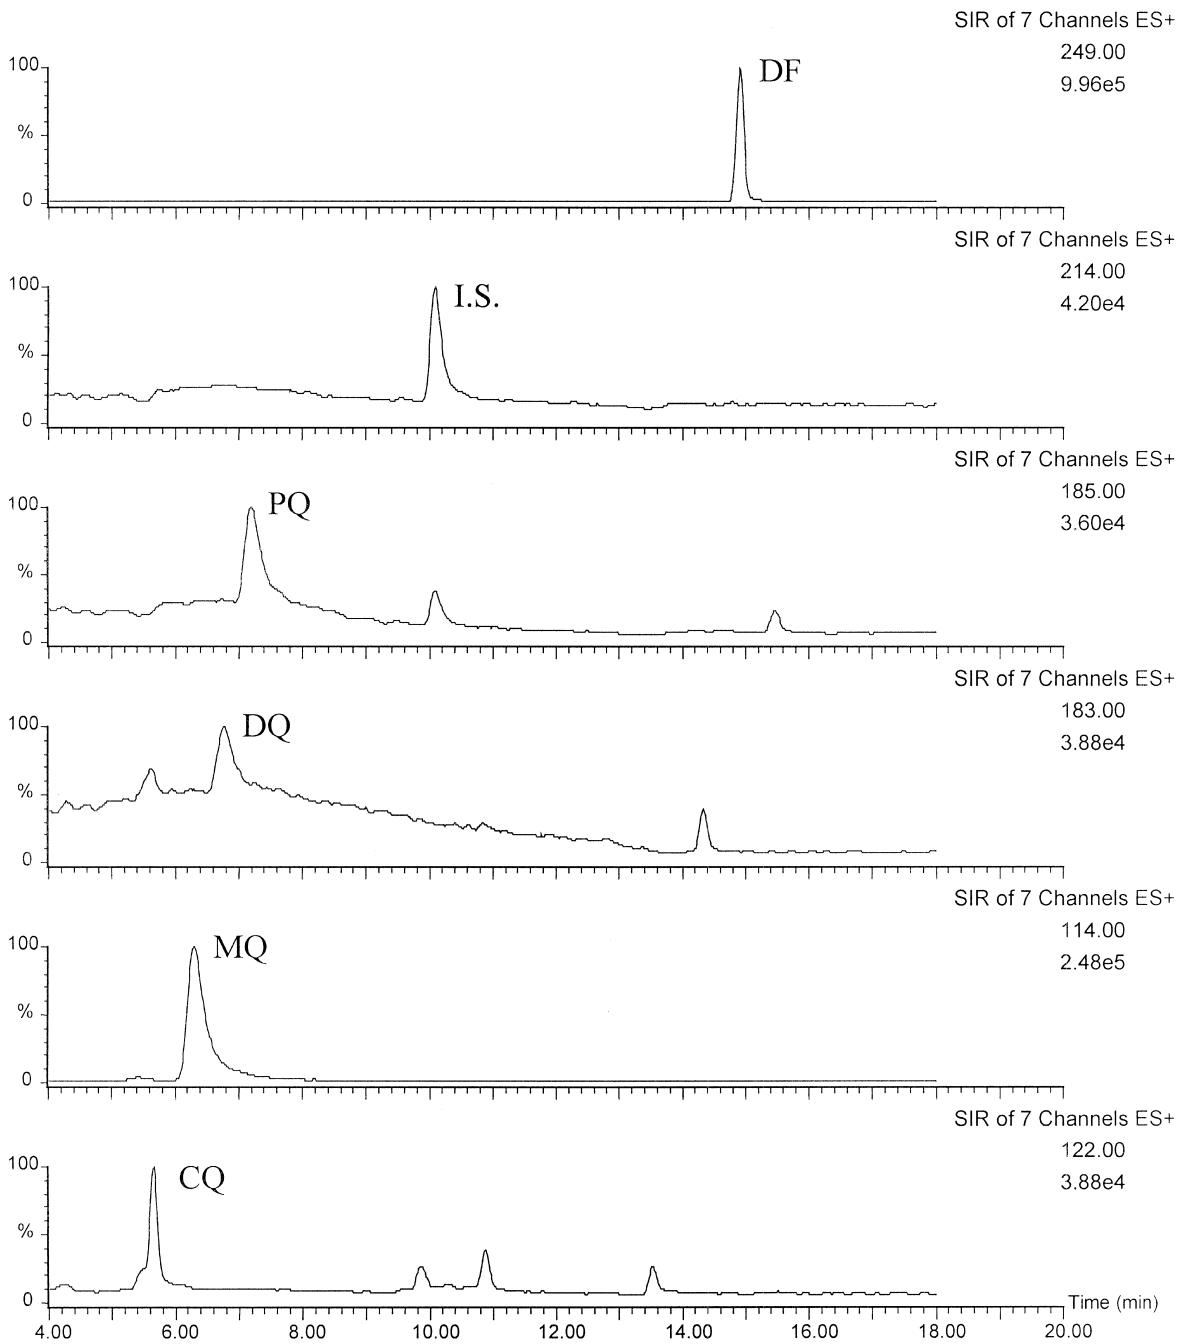 SIR of 7 Channels ES+
249.00
9.96e5
100
DF
%
0
SIR of 7 Channels ES+
214.00
4.20e4
100
I.S.
%
0
SIR of 7 Channels ES+
185.00
3.60e4
100
PQ
%
0
SIR of 7 Channels ES+
183.00
3.88e4
100
DQ
%
0
SIR of 7 Channels ES+
114.00
2.48e5
100
MQ
%
0
SIR of 7 Channels ES+
122.00
3.88e4
100
CQ
%
0
Time (min)
4.00 6.00 8.00 10.00 12.00 14.00 16.00 18.00 20.00